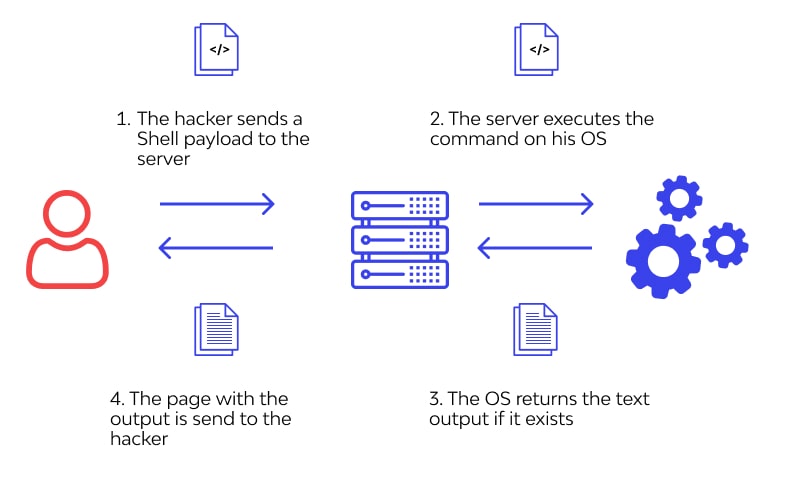 </>
</>
1. The hacker sends a
Shell payload to the
server
2. The server executes the
command on his OS
4. The page with the
output is send to the
hacker
3. The OS returns the text
output if it exists